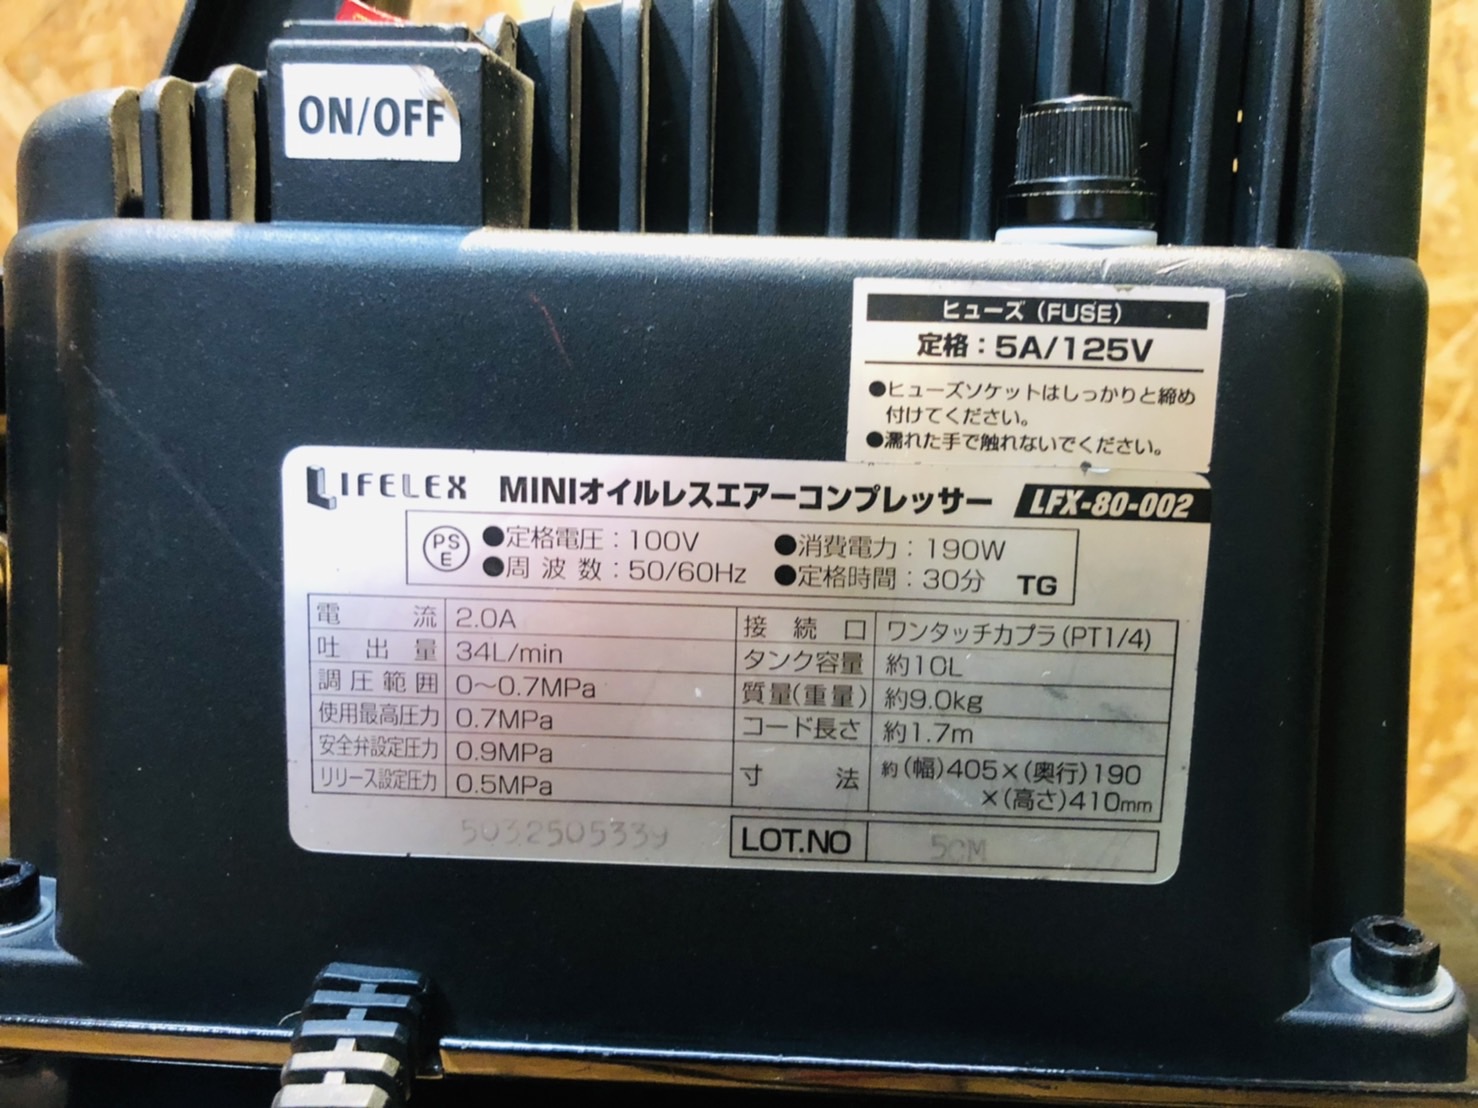 ON/OFF
ヒューズ（FUSE）
定格：5A/125V
●ヒューズソケットはしっかりと締め
付けてください。
●濡れた手で触れないでください。
LIFELEX MINIオイルレスエアーコンプレッサー LFX-80-002
PSE ●定格電圧：100V ●消費電力：190W
●周波数：50/60Hz ●定格時間：30分 TG
電流 2.0A
吐出量 34L/min
調圧範囲 0〜0.7MPa
使用最高圧力 0.7MPa
安全弁設定圧力 0.9MPa
リリース設定圧力 0.5MPa
接続口 ワンタッチカプラ(PT1/4)
タンク容量 約10L
質量(重量) 約9.0kg
コード長さ 約1.7m
寸法 約(幅)405×(奥行)190
×(高さ)410mm
LOT.NO